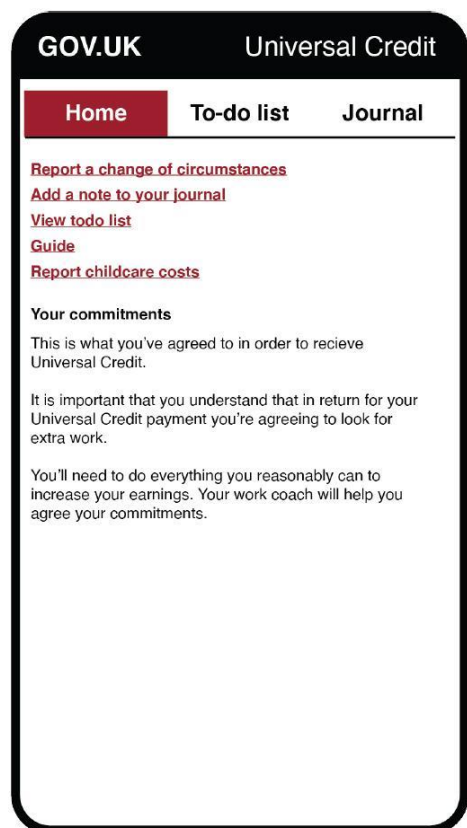 GOV.UK Universal Credit
Home To-do list Journal
Report a change of circumstances
Add a note to your journal
View todo list
Guide
Report childcare costs
Your commitments
This is what you've agreed to in order to recieve
Universal Credit.
It is important that you understand that in return for your
Universal Credit payment you're agreeing to look for
extra work.
You'll need to do everything you reasonably can to
increase your earnings. Your work coach will help you
agree your commitments.